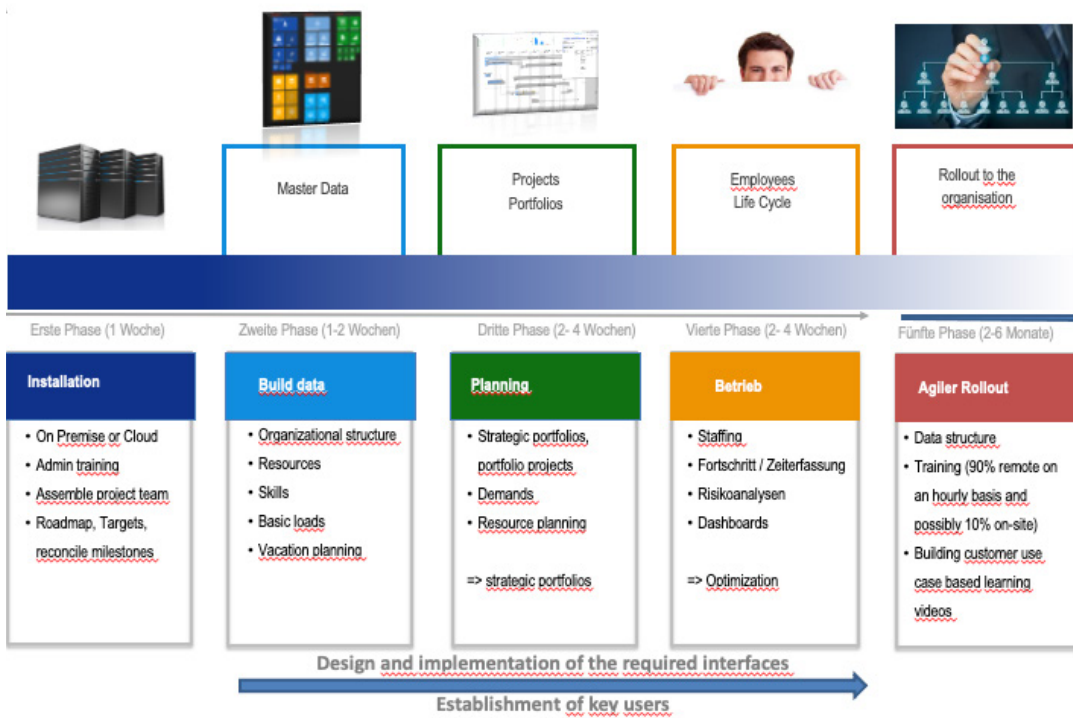 Master Data
Projects
Portfolios
Employees
Life Cycle
Rollout to the
organisation
Erste Phase (1 Woche)
Zweite Phase (1-2 Wochen)
Dritte Phase (2- 4 Wochen)
Vierte Phase (2- 4 Wochen)
Fünfte Phase (2-6 Monate)
Installation
• On Premise or Cloud
• Admin training
• Assemble project team
• Roadmap, Targets,
reconcile milestones
Build data
• Organizational structure
• Resources
• Skills
• Basic loads
• Vacation planning
Planning
• Strategic portfolios,
portfolio projects
• Demands
• Resource planning
=> strategic portfolios
Betrieb
• Staffing
• Fortschritt / Zeiterfassung
• Risikoanalysen
• Dashboards
=> Optimization
Agiler Rollout
• Data structure
• Training (90% remote on
an hourly basis and
possibly 10% on-site)
• Building customer use
case based learning
videos
Design and implementation of the required interfaces
Establishment of key users